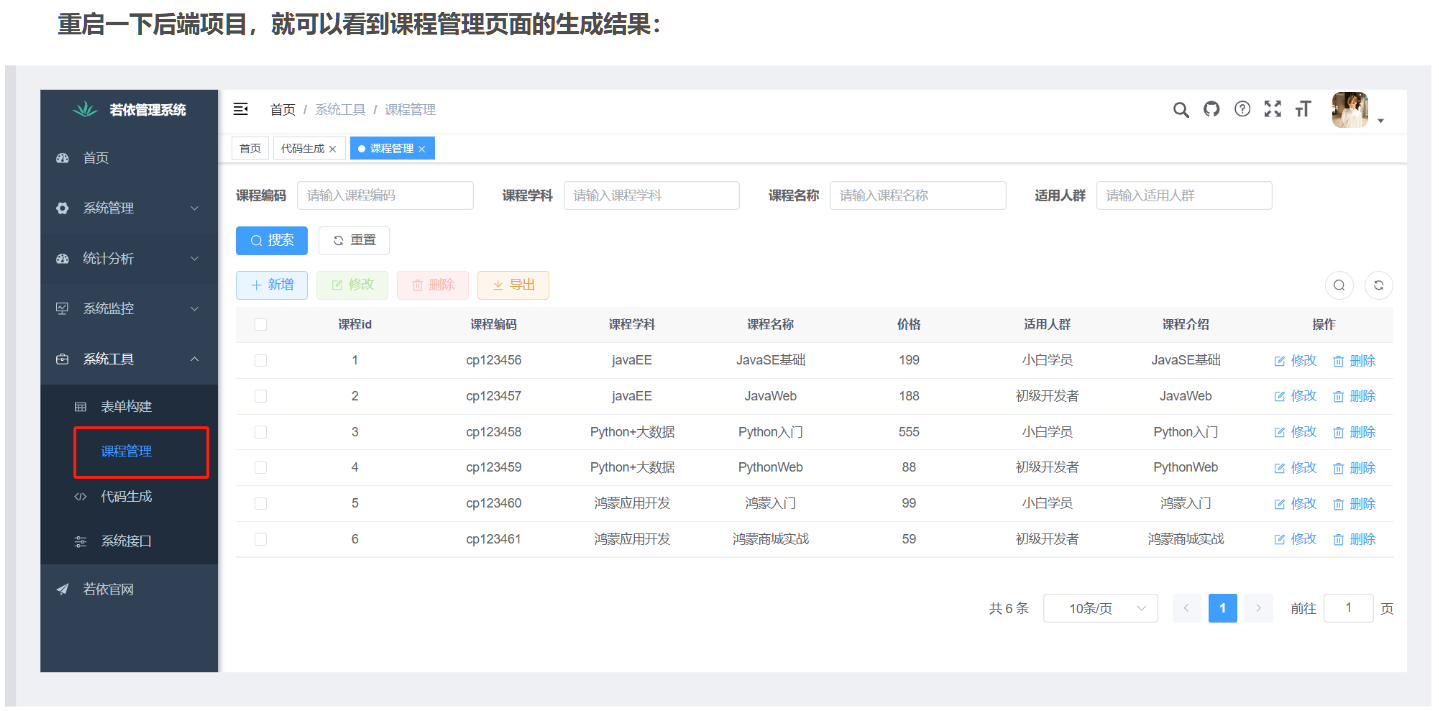 重启一下后端项目，就可以看到课程管理页面的生成结果：
若依管理系统
首页 / 系统工具 / 课程管理
首页
系统管理
统计分析
系统监控
系统工具
表单构建
课程管理
代码生成
系统接口
若依官网
首页 代码生成 × 课程管理 ×
课程编码 请输入课程编码 课程学科 请输入课程学科 课程名称 请输入课程名称 适用人群 请输入适用人群
搜索 重置
新增 修改 删除 导出
课程id 课程编码 课程学科 课程名称 价格 适用人群 课程介绍 操作
1 cp123456 javaEE JavaSE基础 199 小白学员 JavaSE基础 修改 删除
2 cp123457 javaEE JavaWeb 188 初级开发者 JavaWeb 修改 删除
3 cp123458 Python+大数据 Python入门 555 小白学员 Python入门 修改 删除
4 cp123459 Python+大数据 PythonWeb 88 初级开发者 PythonWeb 修改 删除
5 cp123460 鸿蒙应用开发 鸿蒙入门 99 小白学员 鸿蒙入门 修改 删除
6 cp123461 鸿蒙应用开发 鸿蒙商城实战 59 初级开发者 鸿蒙商城实战 修改 删除
共 6 条 10条/页 < 1 > 前往 1 页